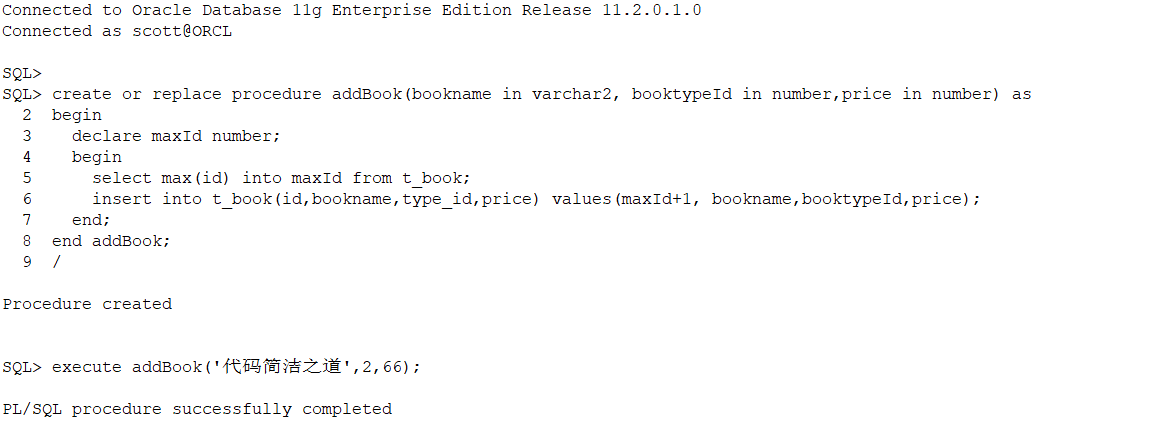 Connected to Oracle Database 11g Enterprise Edition Release 11.2.0.1.0
Connected as scott@ORCL
SQL>
SQL> create or replace procedure addBook(bookname in varchar2, booktypeId in number,price in number) as
  2  begin
  3    declare maxId number;
  4    begin
  5      select max(id) into maxId from t_book;
  6      insert into t_book(id,bookname,type_id,price) values(maxId+1, bookname,booktypeId,price);
  7    end;
  8  end addBook;
  9  /
Procedure created
SQL> execute addBook('代码简洁之道',2,66);
PL/SQL procedure successfully completed